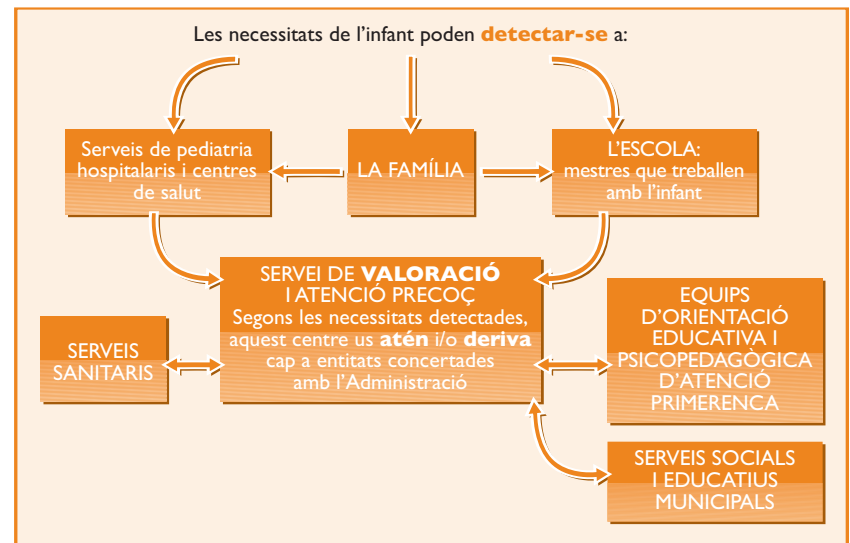 Les necessitats de l'infant poden detectar-se a:
Serveis de pediatria
hospitalaris i centres
de salut
LA FAMÍLIA
L'ESCOLA:
mestres que treballen
amb l'infant
SERVEI DE VALORACIÓ
I ATENCIÓ PRECOÇ
Segons les necessitats detectades,
aquest centre us atén i/o deriva
cap a entitats concertades
amb l'Administració
SERVEIS
SANITARIS
EQUIPS
D'ORIENTACIÓ
EDUCATIVA I
PSICOPEDAGÒGICA
D'ATENCIÓ
PRIMERENCA
SERVEIS SOCIALS
I EDUCATIUS
MUNICIPALS